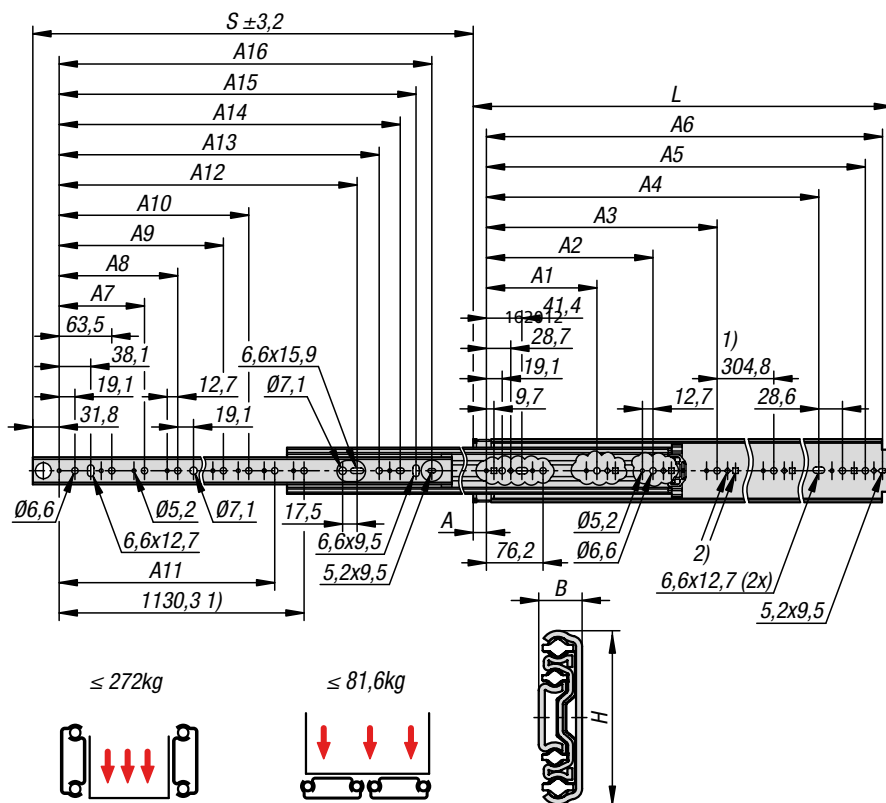 S ±3,2
A16
A15
L
A14
A6
A13
A5
A12
A4
A10
A3
A9
A2
A8
A1
A7
41,4
63,5
6,6x15,9
28,7
1)
38,1
Ø7,1
19,1
304,8
19,1
12,7
9,7
12,7
28,6
31,8
19,1
Ø6,6
Ø5,2
Ø7,1
17,5
6,6x9,5
A
Ø5,2
2)
6,6x12,7
5,2x9,5
76,2
Ø6,6
6,6x12,7 (2x)
A11
B
5,2x9,5
1130,3 1)
H
≤ 272kg
≤ 81,6kg